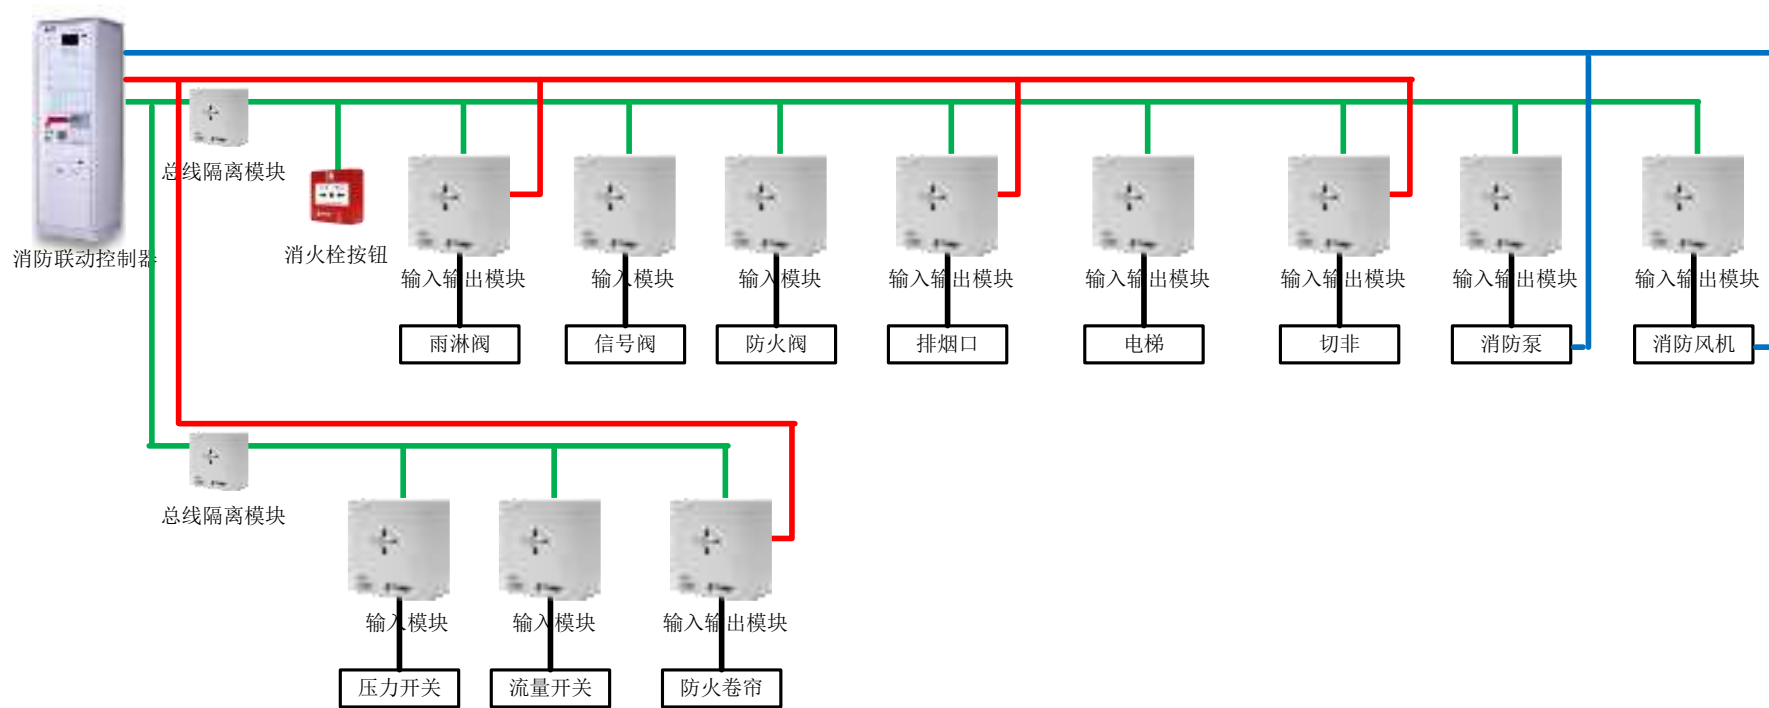 总线隔离模块
消防联动控制器
消火栓按钮
输入输出模块
输入模块
输入模块
输入输出模块
输入输出模块
输入输出模块
输入输出模块
输入输出模块
雨淋阀
信号阀
防火阀
排烟口
电梯
切非
消防泵
消防风机
总线隔离模块
输入模块
输入模块
输入输出模块
压力开关
流量开关
防火卷帘